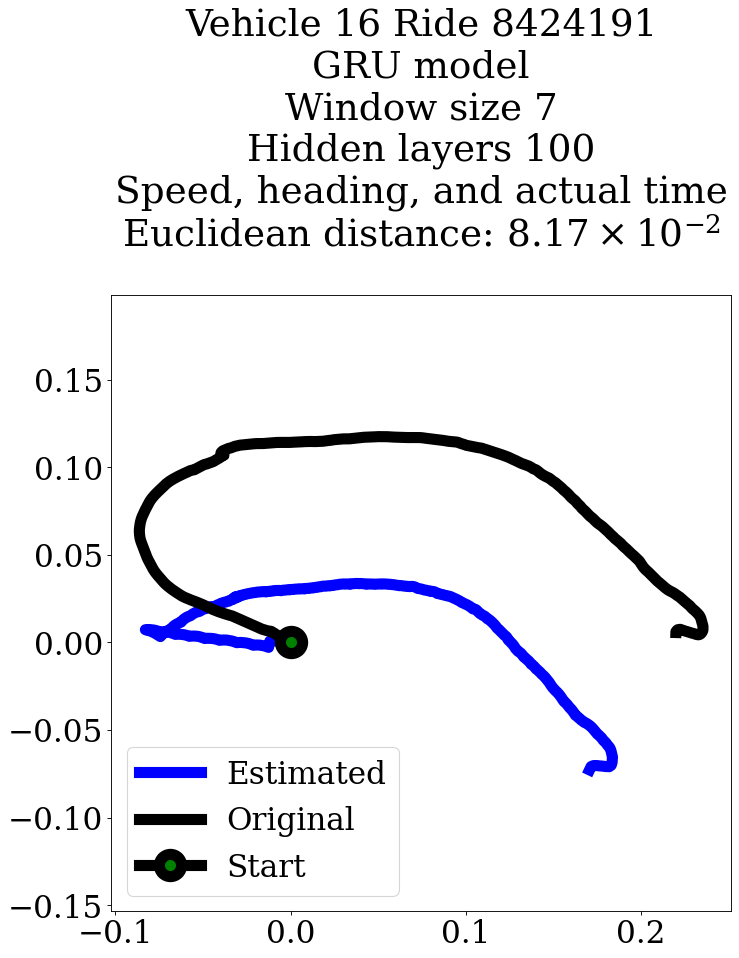 Vehicle 16 Ride 8424191
GRU model
Window size 7
Hidden layers 100
Speed, heading, and actual time
Euclidean distance: 8.17 × 10⁻²
0.15
0.10
0.05
0.00
−0.05
−0.10
−0.15
Estimated
Original
Start
−0.1
0.0
0.1
0.2